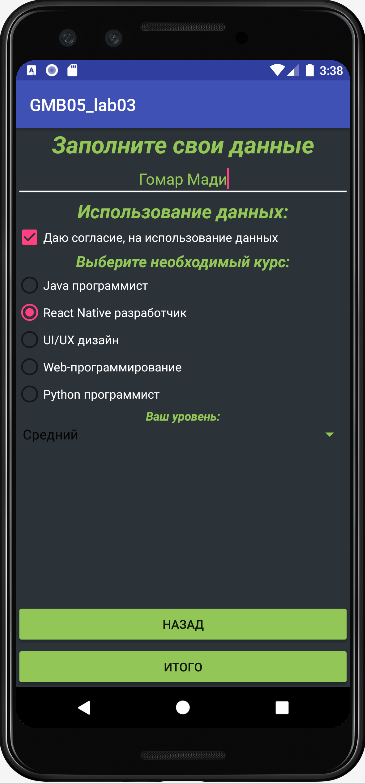 3:38
GMB05_lab03
Заполните свои данные
Гомар Мади
Использование данных:
Даю согласие, на использование данных
Выберите необходимый курс:
Java программист
React Native разработчик
UI/UX дизайн
Web-программирование
Python программист
Ваш уровень:
Средний
НАЗАД
ИТОГО